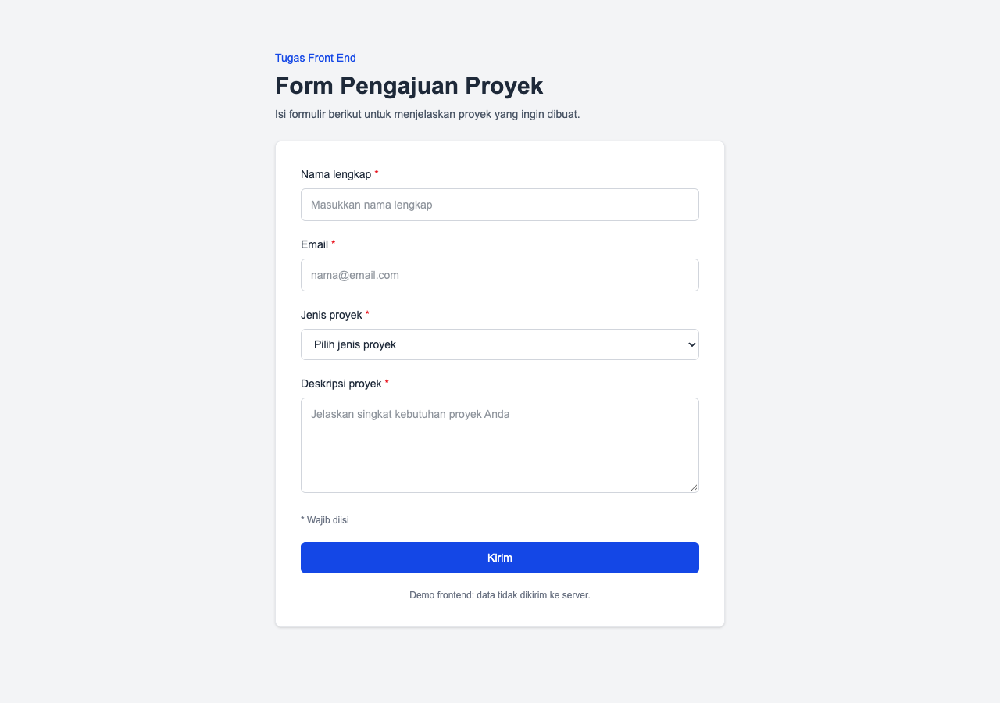 Tugas Front End
Form Pengajuan Proyek
Isi formulir berikut untuk menjelaskan proyek yang ingin dibuat.
Nama lengkap *
Masukkan nama lengkap
Email *
nama@email.com
Jenis proyek *
Pilih jenis proyek
Deskripsi proyek *
Jelaskan singkat kebutuhan proyek Anda
* Wajib diisi
Kirim
Demo frontend: data tidak dikirim ke server.